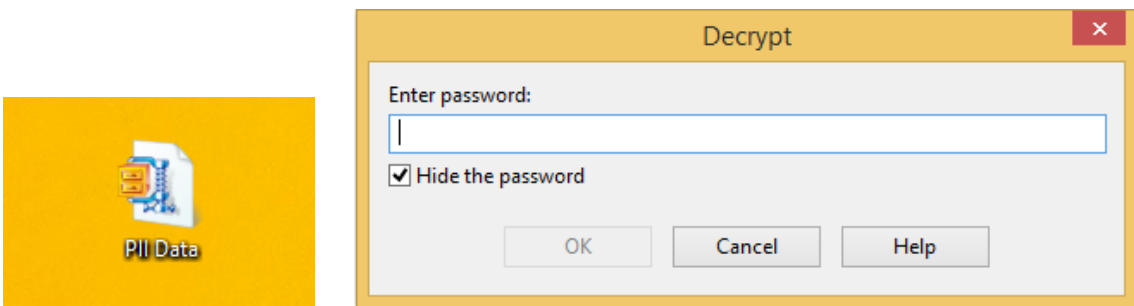 Decrypt
Enter password:
Hide the password
OK
Cancel
Help
PII Data